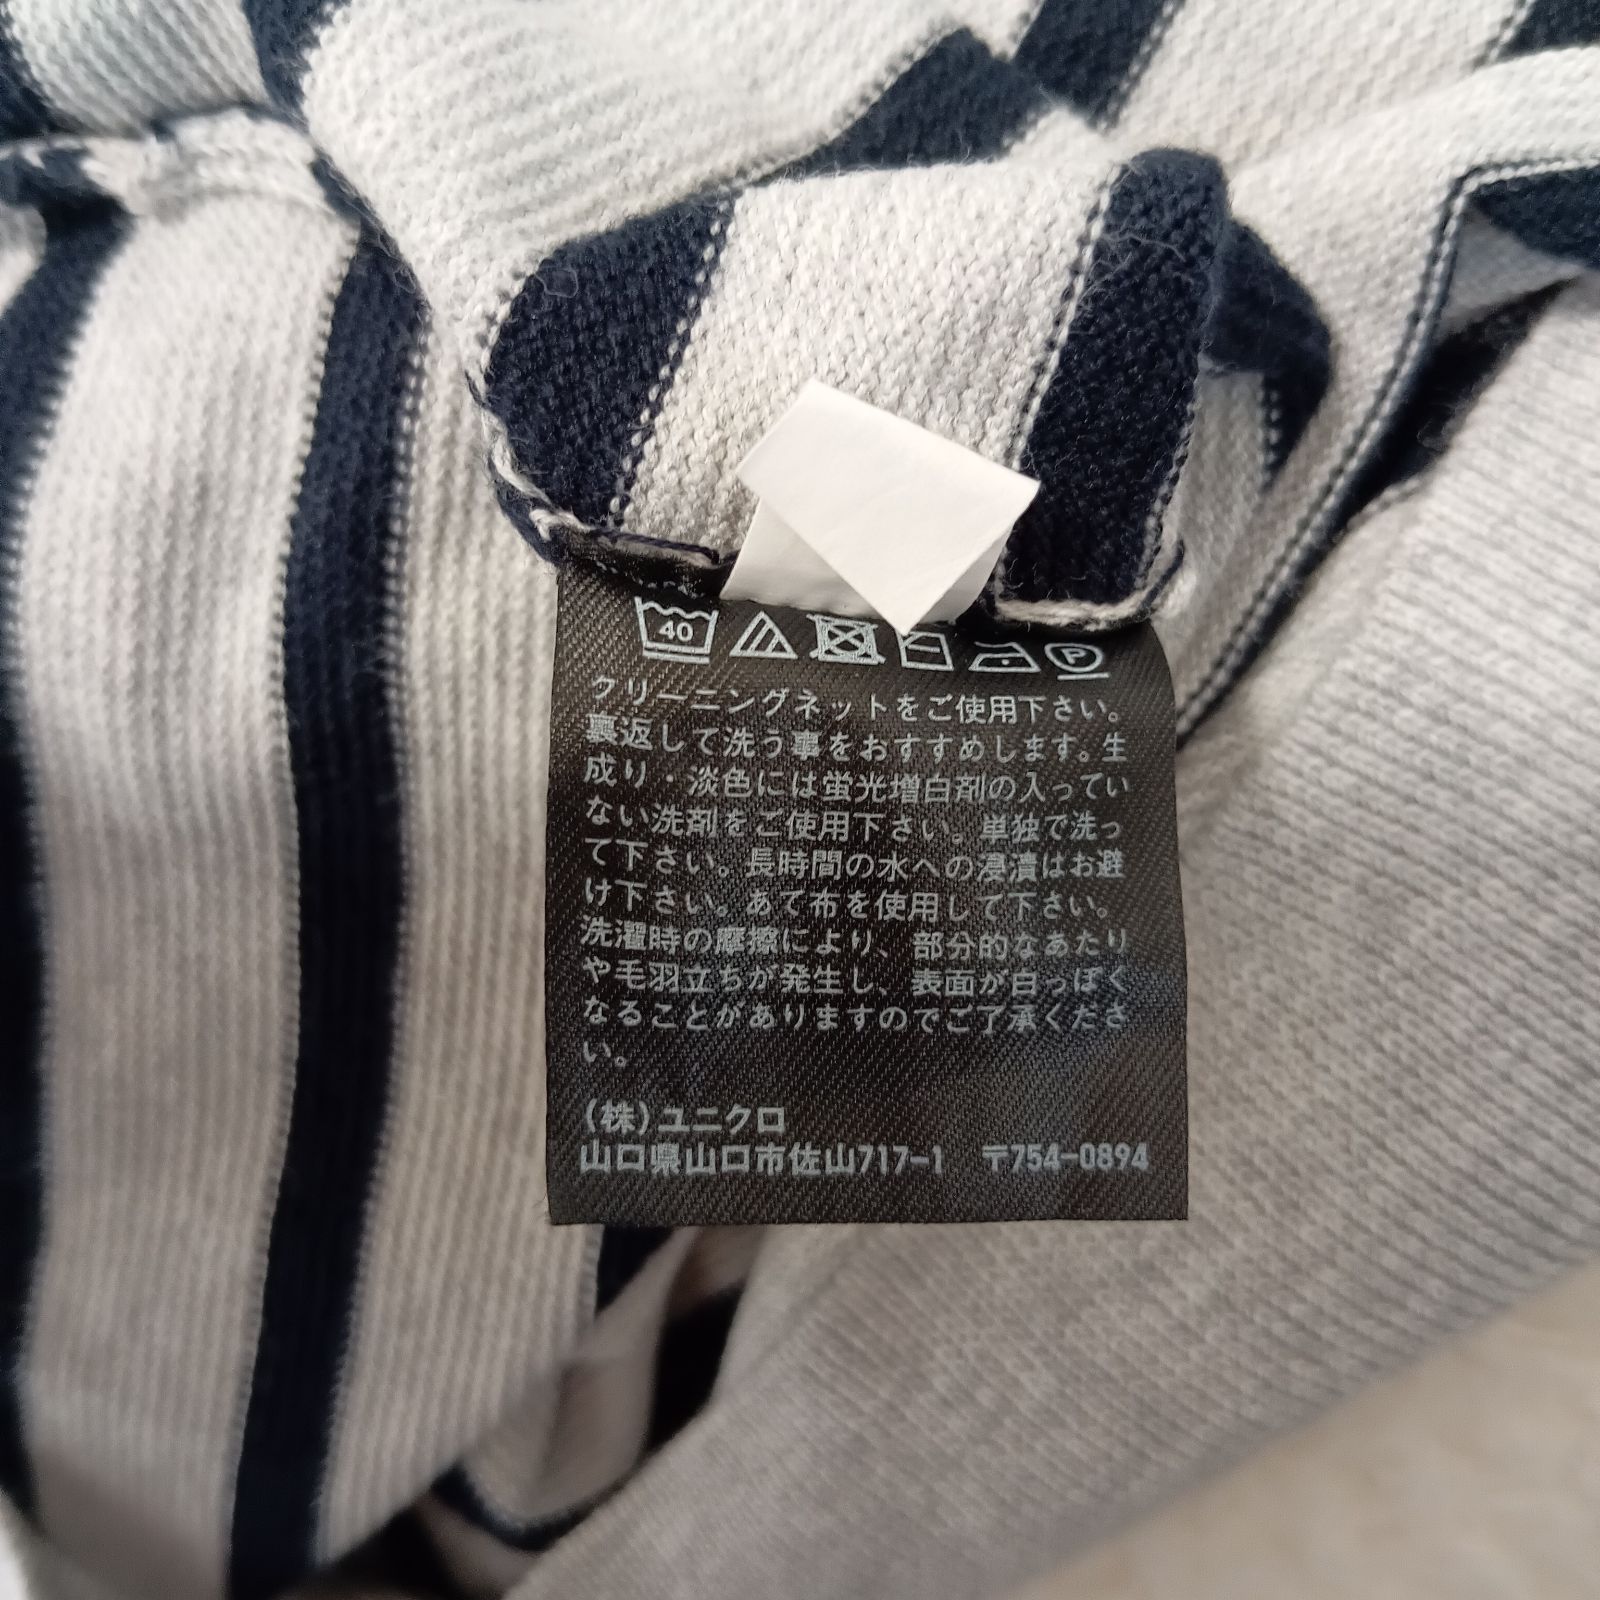 40
P
クリーニングネットをご使用下さい。
裏返して洗う事をおすすめします。生
成り・淡色には蛍光増白剤の入ってい
ない洗剤をご使用下さい。単独で洗っ
て下さい。長時間の水への浸漬はお避
け下さい。あて布を使用して下さい。
洗濯時の摩擦により、部分的なあたり
や毛羽立ちが発生し、表面が白っぽく
なることがありますのでご了承くださ
い。
(株)ユニクロ
山口県山口市佐山717-1 〒754-0894